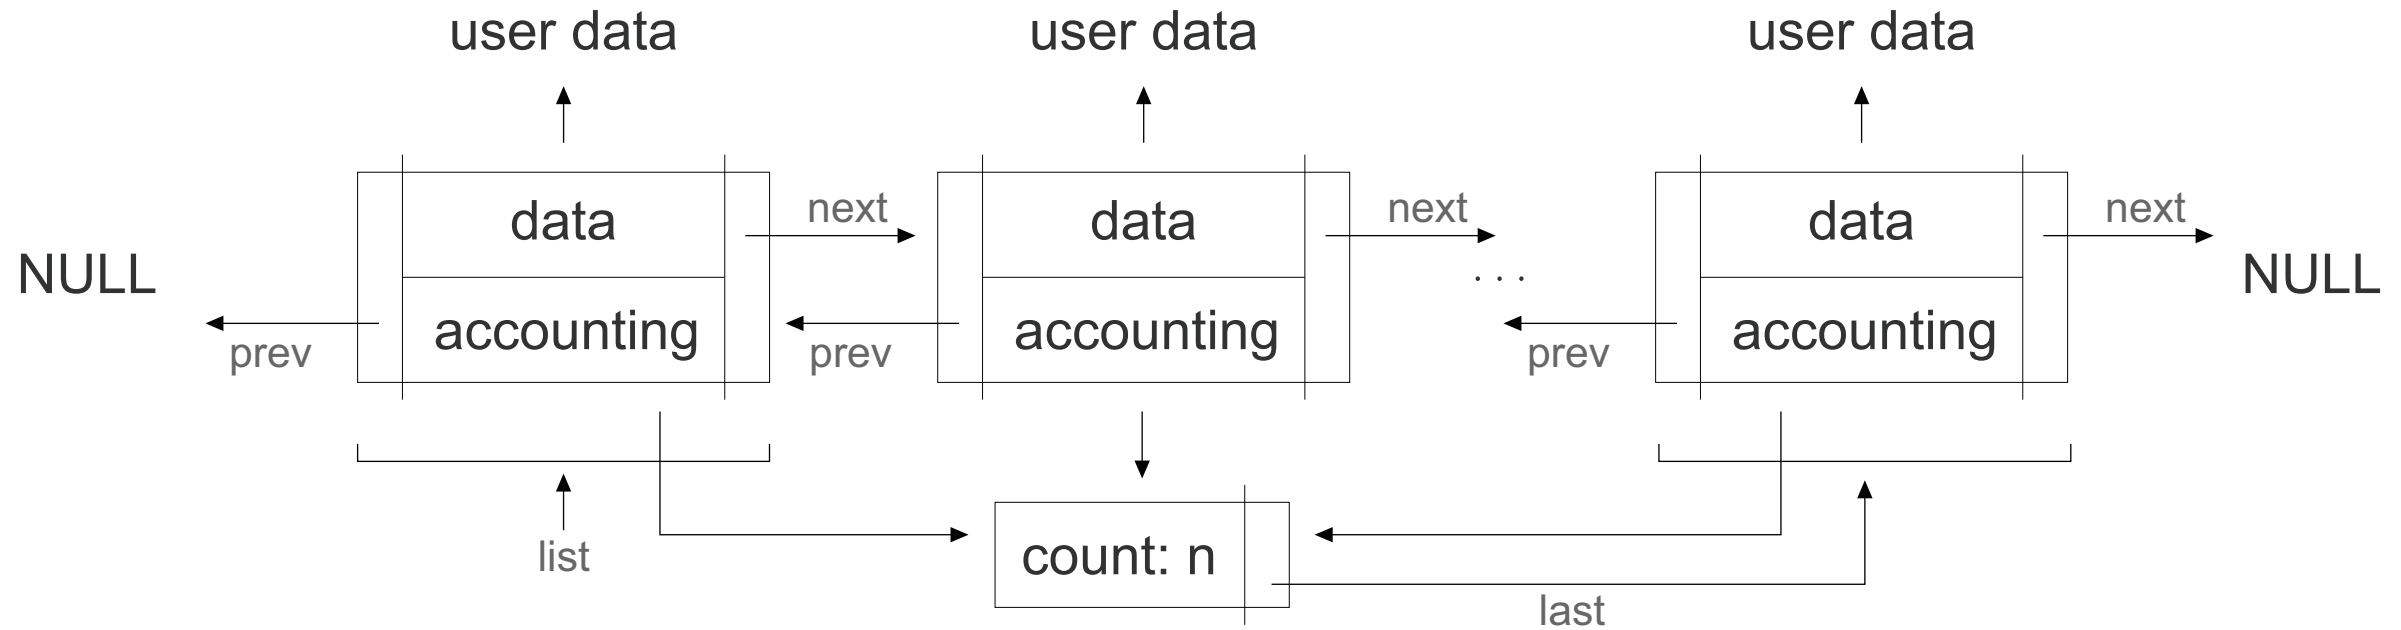 user data
user data
user data
data
next
data
next
data
next
NULL
. . .
NULL
accounting
accounting
accounting
prev
prev
prev
list
count: n
last